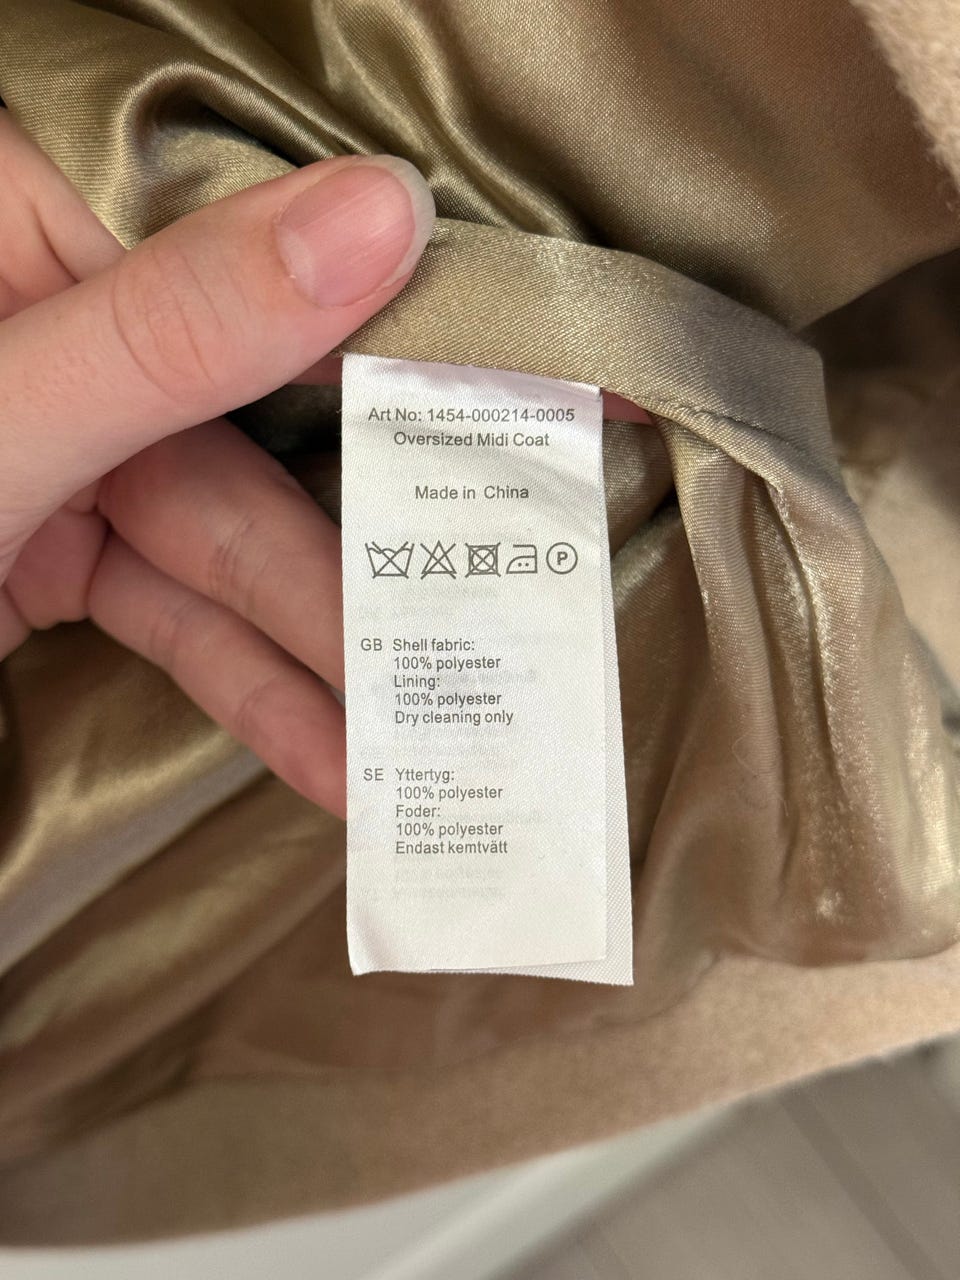 Art No: 1454-000214-0005
Oversized Midi Coat
Made in China
P
GB Shell fabric:
100% polyester
Lining:
100% polyester
Dry cleaning only
SE Yttertyg:
100% polyester
Foder:
100% polyester
Endast kemtvätt